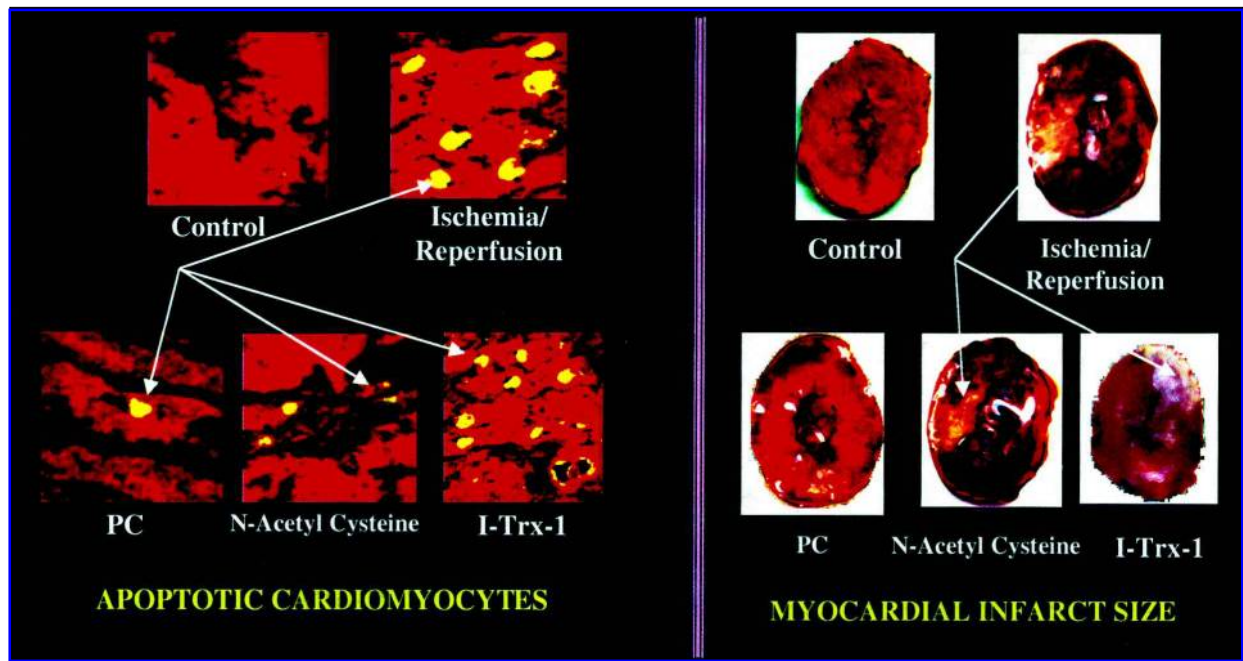 Control
Ischemia/
Reperfusion
PC
N-Acetyl Cysteine
I-Trx-1
APOPTOTIC CARDIOMYOCYTES
Control
Ischemia/
Reperfusion
PC
N-Acetyl Cysteine
I-Trx-1
MYOCARDIAL INFARCT SIZE